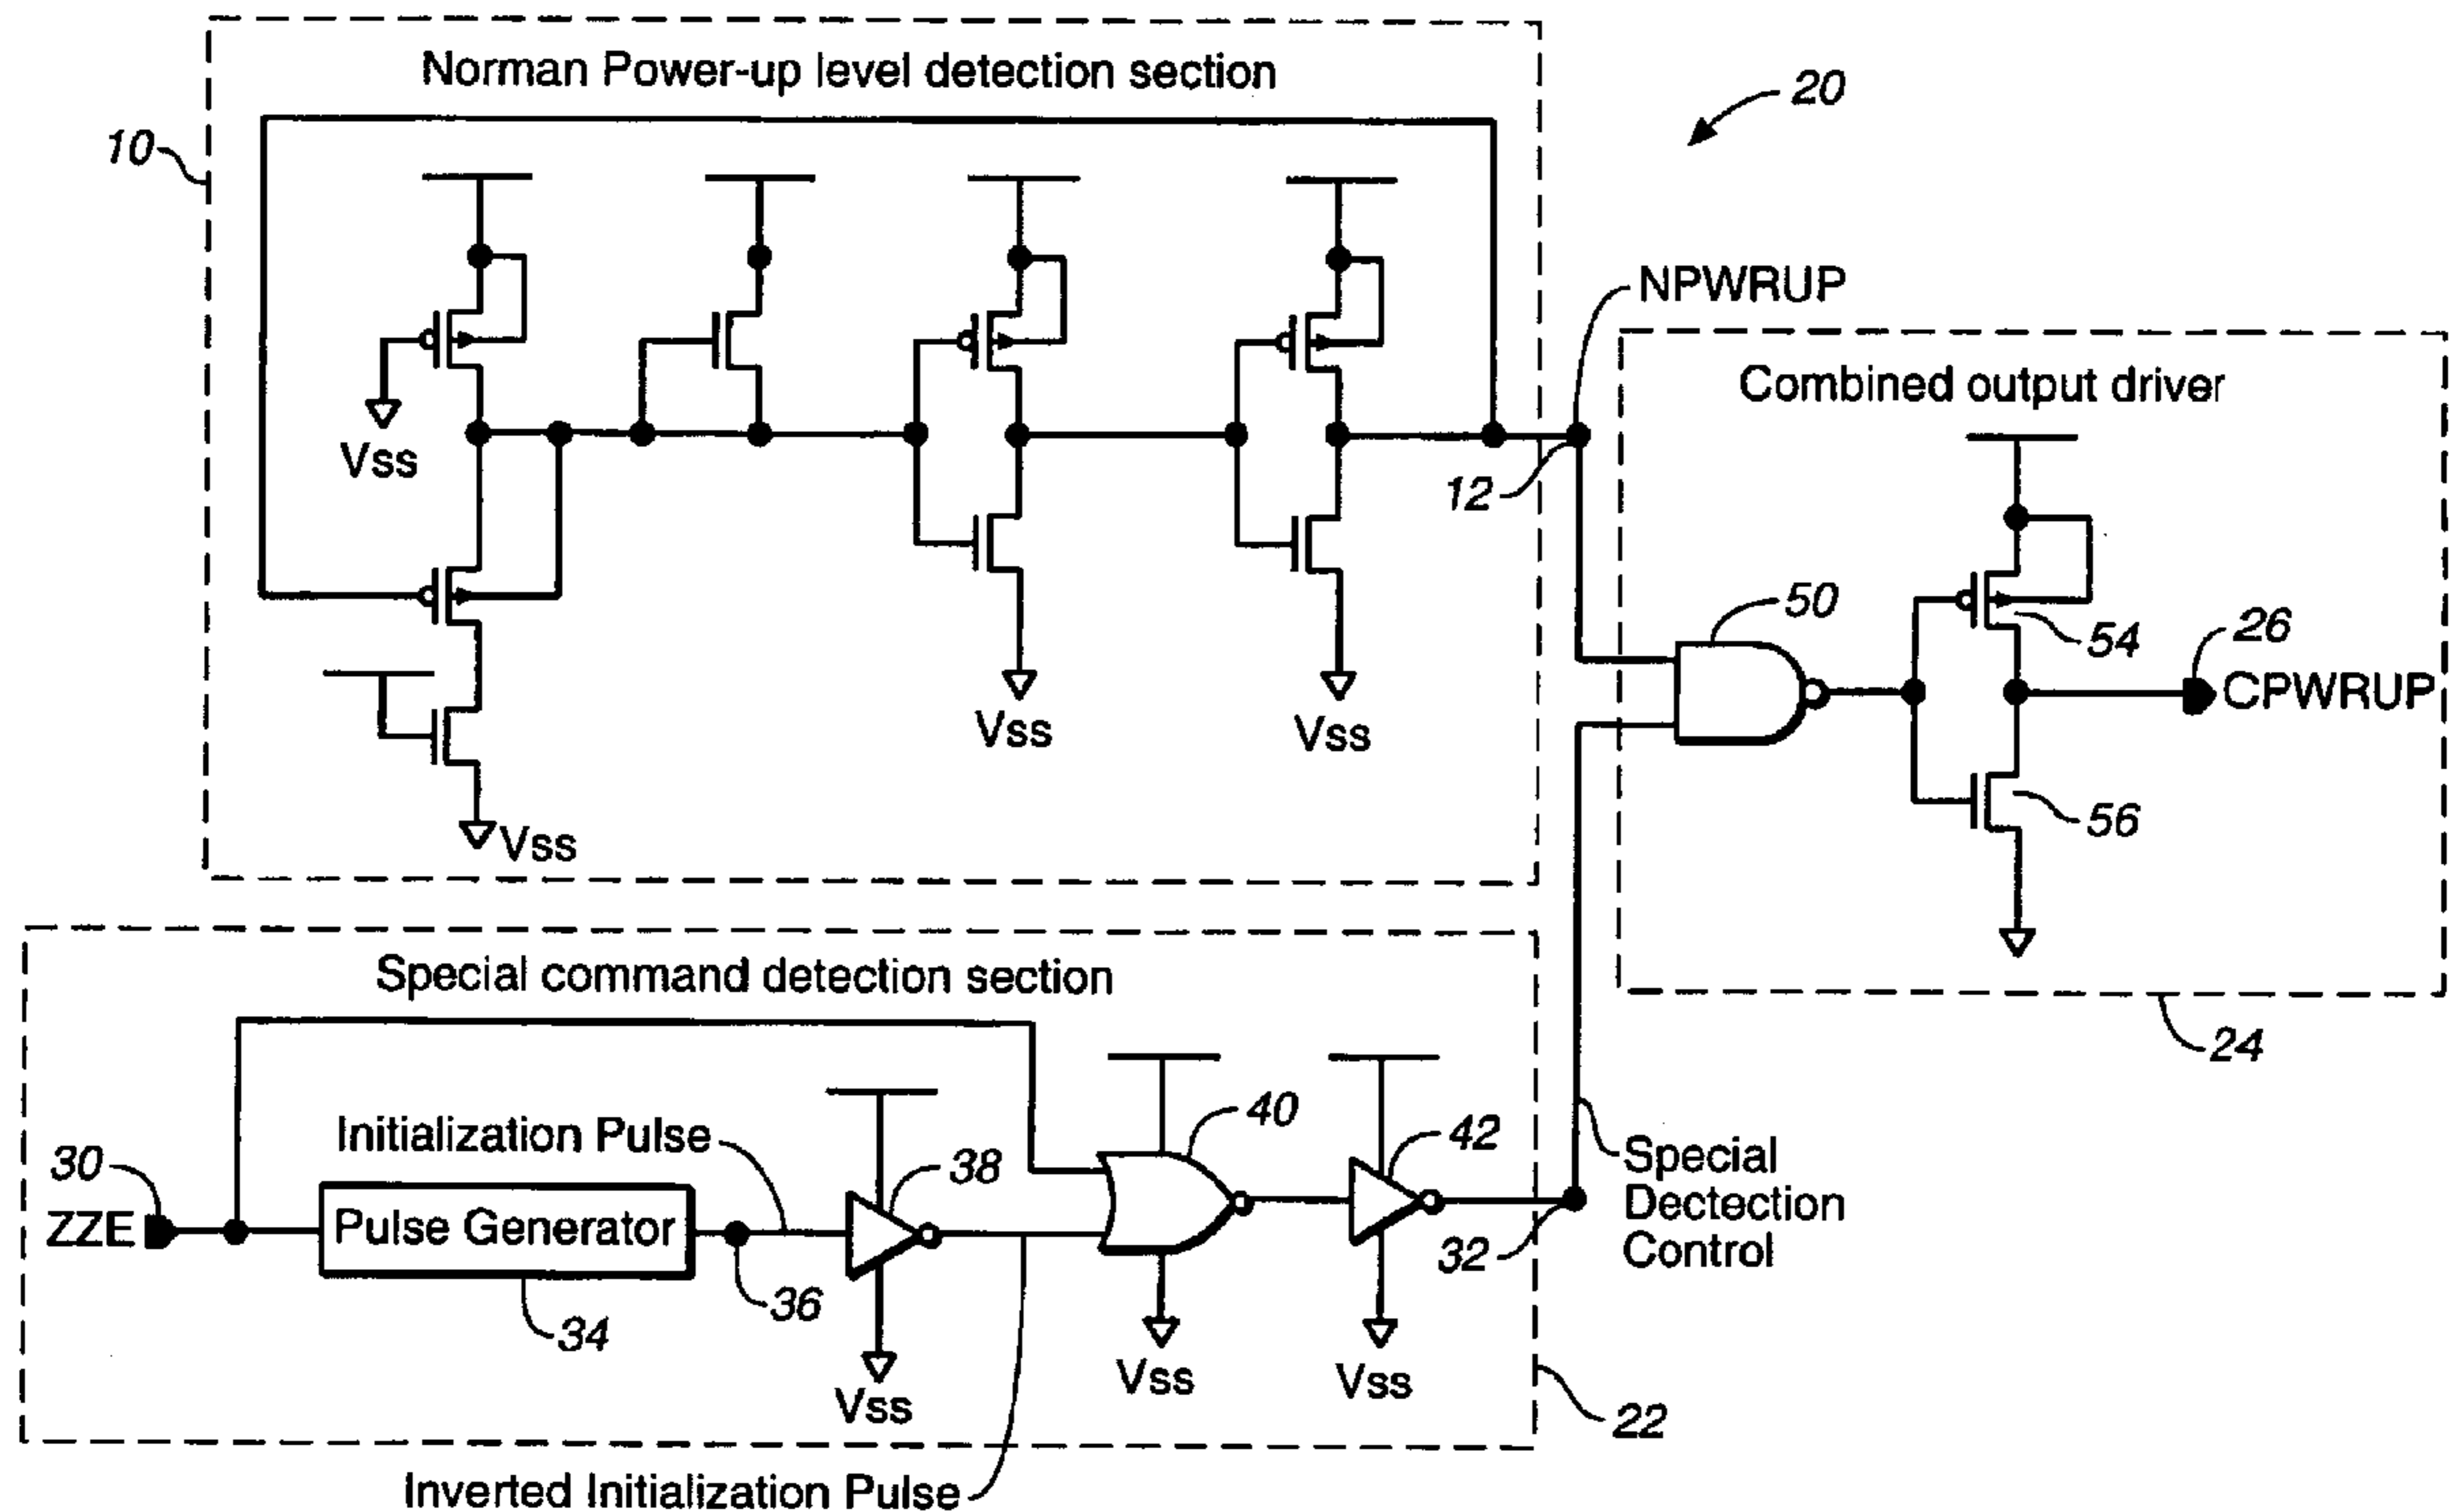 Norman Power-up level detection section
20
10
NPWRUP
Combined output driver
Vss
12
50
54
26
CPWRUP
Vss
Vss
56
Vss
Special command detection section
24
Initialization Pulse
40
42
30
38
Special
Dectection
Control
ZZE
Pulse Generator
32
36
34
Vss
Vss
Vss
22
Inverted Initialization Pulse